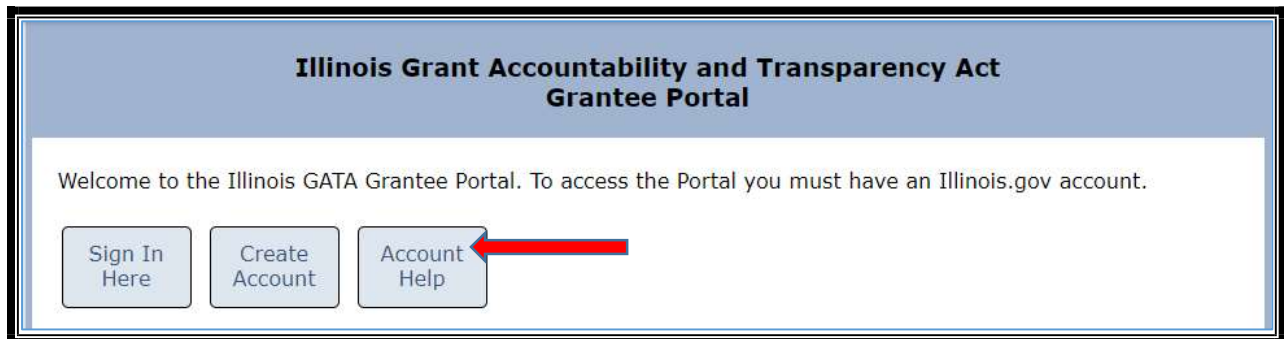 Illinois Grant Accountability and Transparency Act
Grantee Portal
Welcome to the Illinois GATA Grantee Portal. To access the Portal you must have an Illinois.gov account.
Sign In
Here
Create
Account
Account
Help